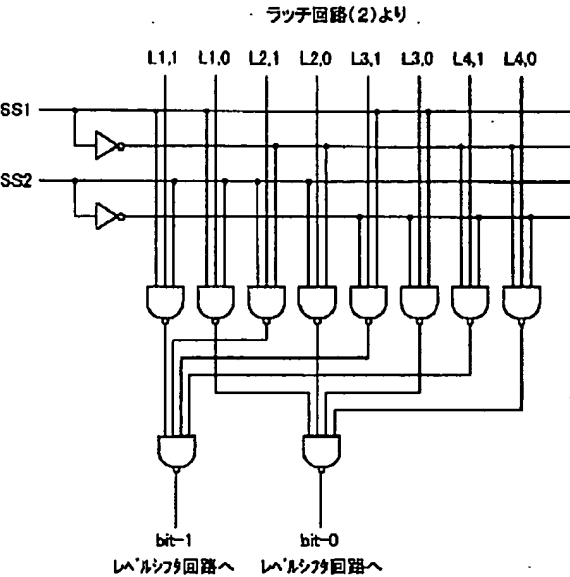 ラッチ回路(2)より
L1,1 L1,0 L2,1 L2,0 L3,1 L3,0 L4,1 L4,0
SS1
SS2
bit-1 bit-0
レベルシフタ回路へ レベルシフタ回路へ